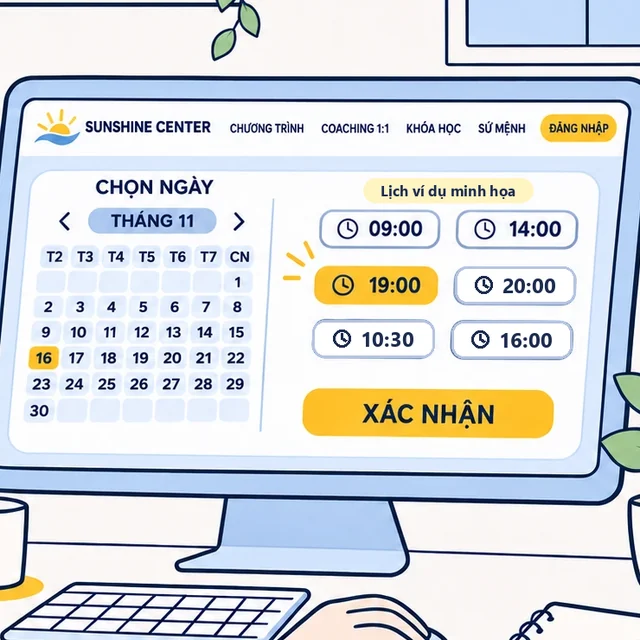 SUNSHINE CENTER
CHƯƠNG TRÌNH
COACHING 1:1
KHÓA HỌC
SỨ MỆNH
ĐĂNG NHẬP
CHỌN NGÀY
THÁNG 11
T2 T3 T4 T5 T6 T7 CN
1
2 3 4 5 6 7 8
9 10 11 12 13 14 15
16 17 18 19 20 21 22
23 24 25 26 27 28 29
30
Lịch ví dụ minh họa
09:00 14:00
19:00 20:00
10:30 16:00
XÁC NHẬN